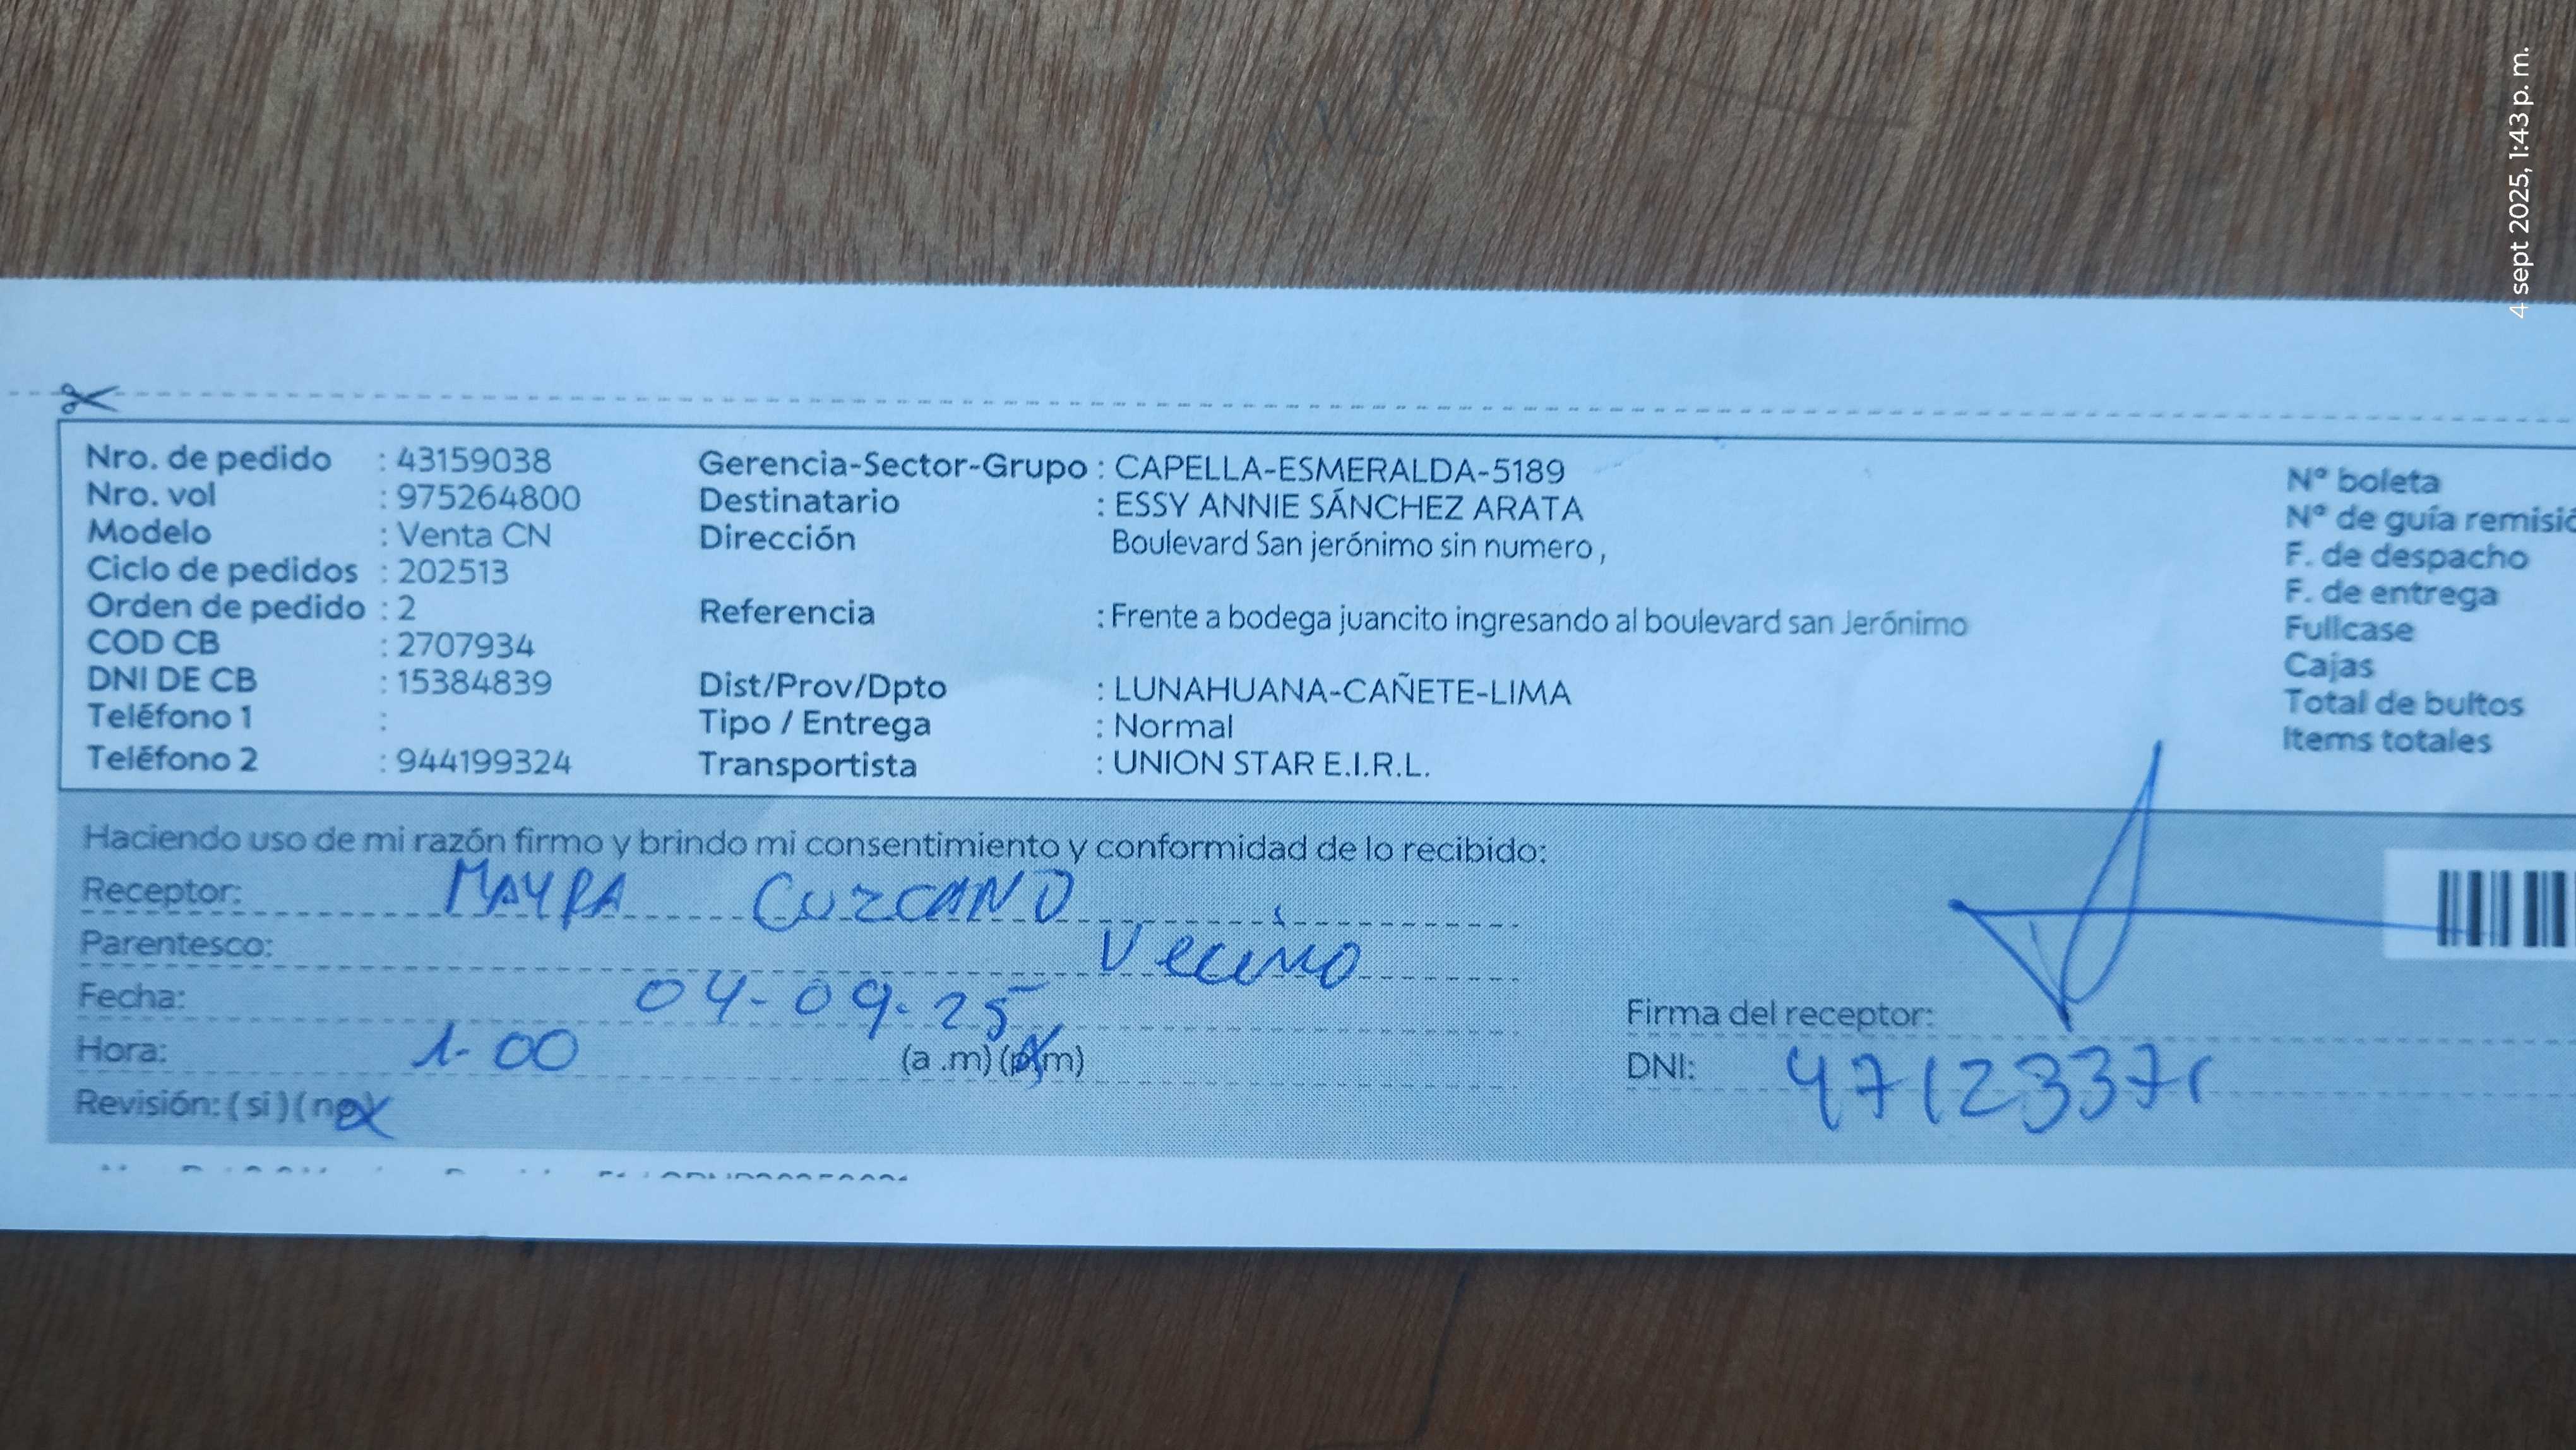 4 sept 2025, 1:43 p. m.
Nro. de pedido : 43159038
Nro. vol : 975264800
Modelo : Venta CN
Ciclo de pedidos : 202513
Orden de pedido : 2
COD CB : 2707934
DNI DE CB : 15384839
Teléfono 1 :
Teléfono 2 : 944199324
Gerencia-Sector-Grupo : CAPELLA-ESMERALDA-5189
Destinatario : ESSY ANNIE SÁNCHEZ ARATA
Dirección Boulevard San jerónimo sin numero ,
Referencia : Frente a bodega juancito ingresando al boulevard san Jerónimo
Dist/Prov/Dpto : LUNAHUANA-CAÑETE-LIMA
Tipo / Entrega : Normal
Transportista : UNION STAR E.I.R.L.
Nº boleta
Nº de guía remisió
F. de despacho
F. de entrega
Fullcase
Cajas
Total de bultos
Items totales
Haciendo uso de mi razón firmo y brindo mi consentimiento y conformidad de lo recibido:
Receptor: MAYRA CUZCANO
Parentesco: Vecino
Fecha: 04-09-25
Hora: 1-00 (a .m) (p.m)
Revisión: ( si ) ( no )
Firma del receptor:
DNI: 47123371